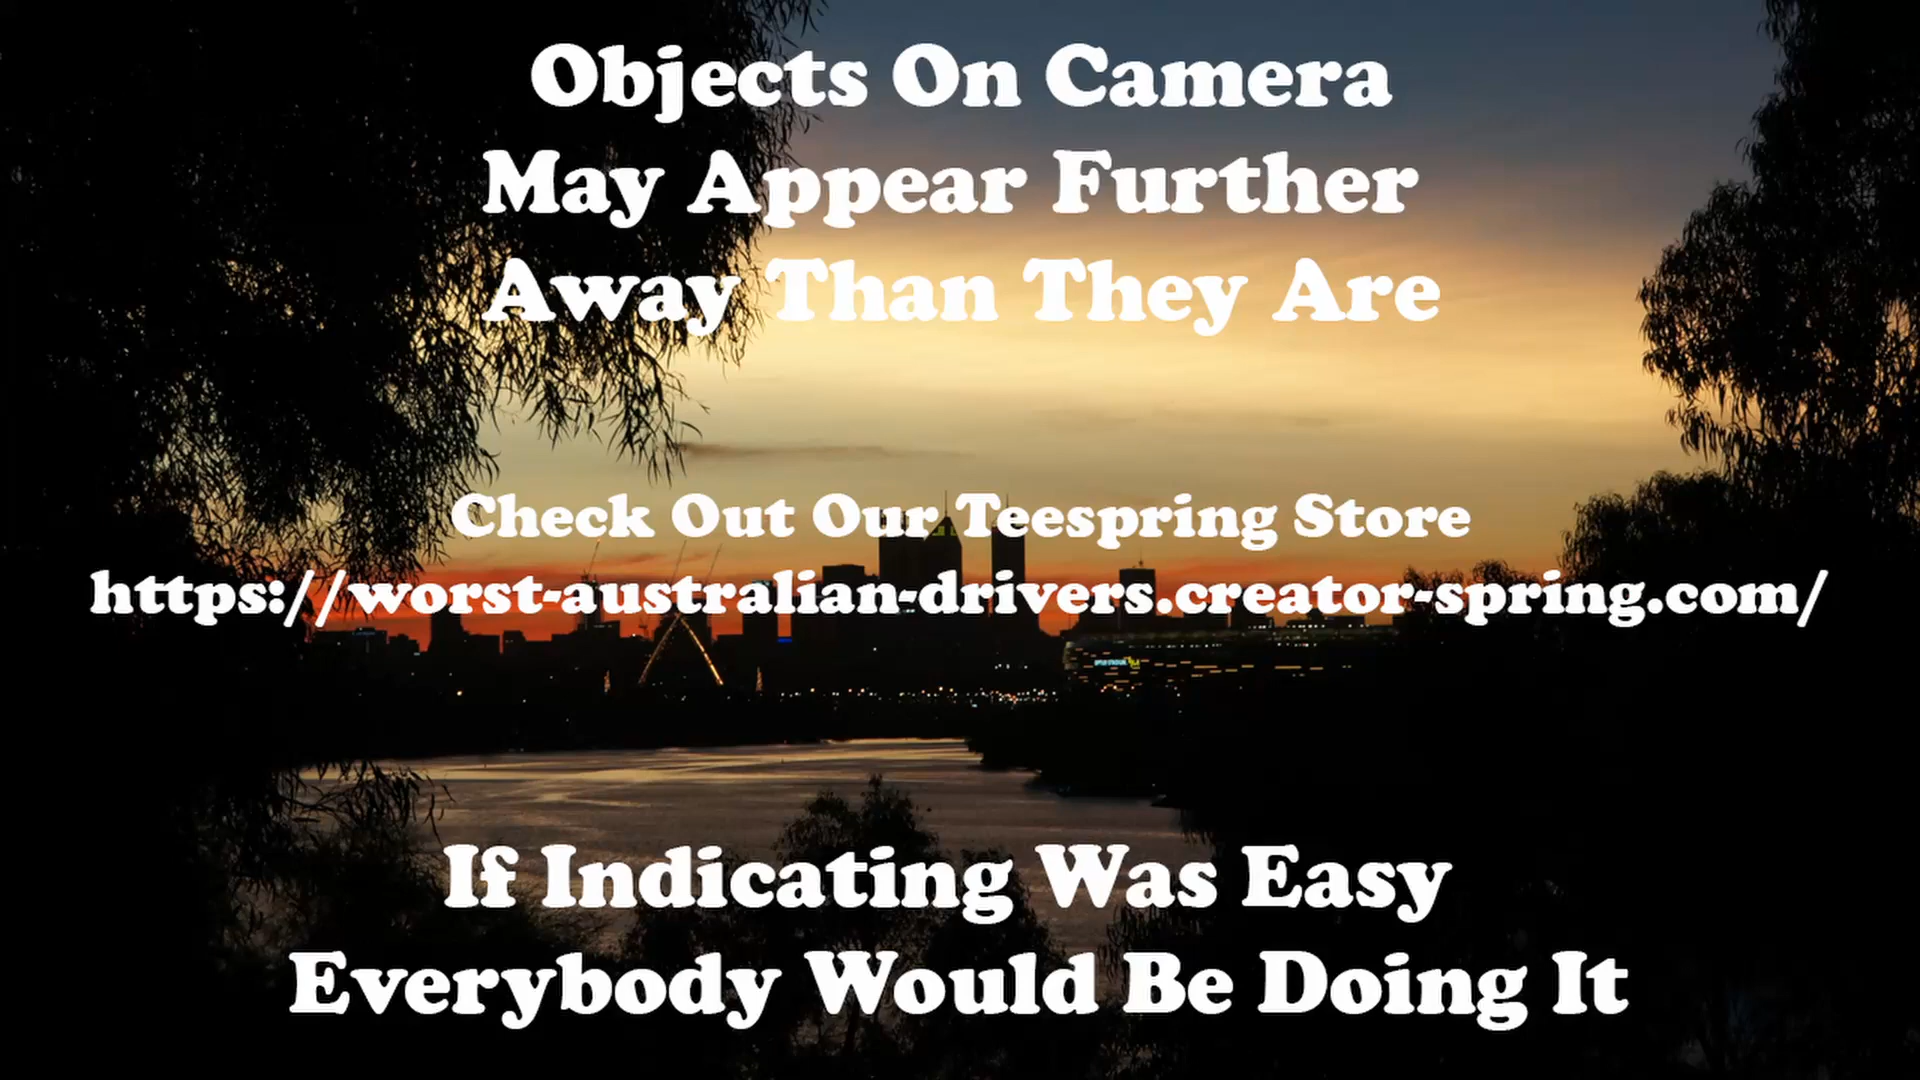 Objects On Camera
May Appear Further
Away Than They Are
Check Out Our Teespring Store
https://worst-australian-drivers.creator-spring.com/
If Indicating Was Easy
Everybody Would Be Doing It